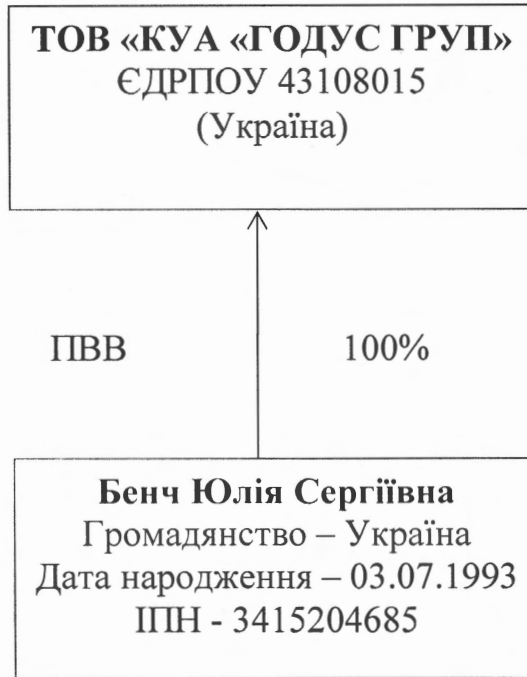 ТОВ «КУА «ГОДУС ГРУП»
ЄДРПОУ 43108015
(Україна)
ПВВ 100%
Бенч Юлія Сергіївна
Громадянство – Україна
Дата народження – 03.07.1993
ІПН - 3415204685